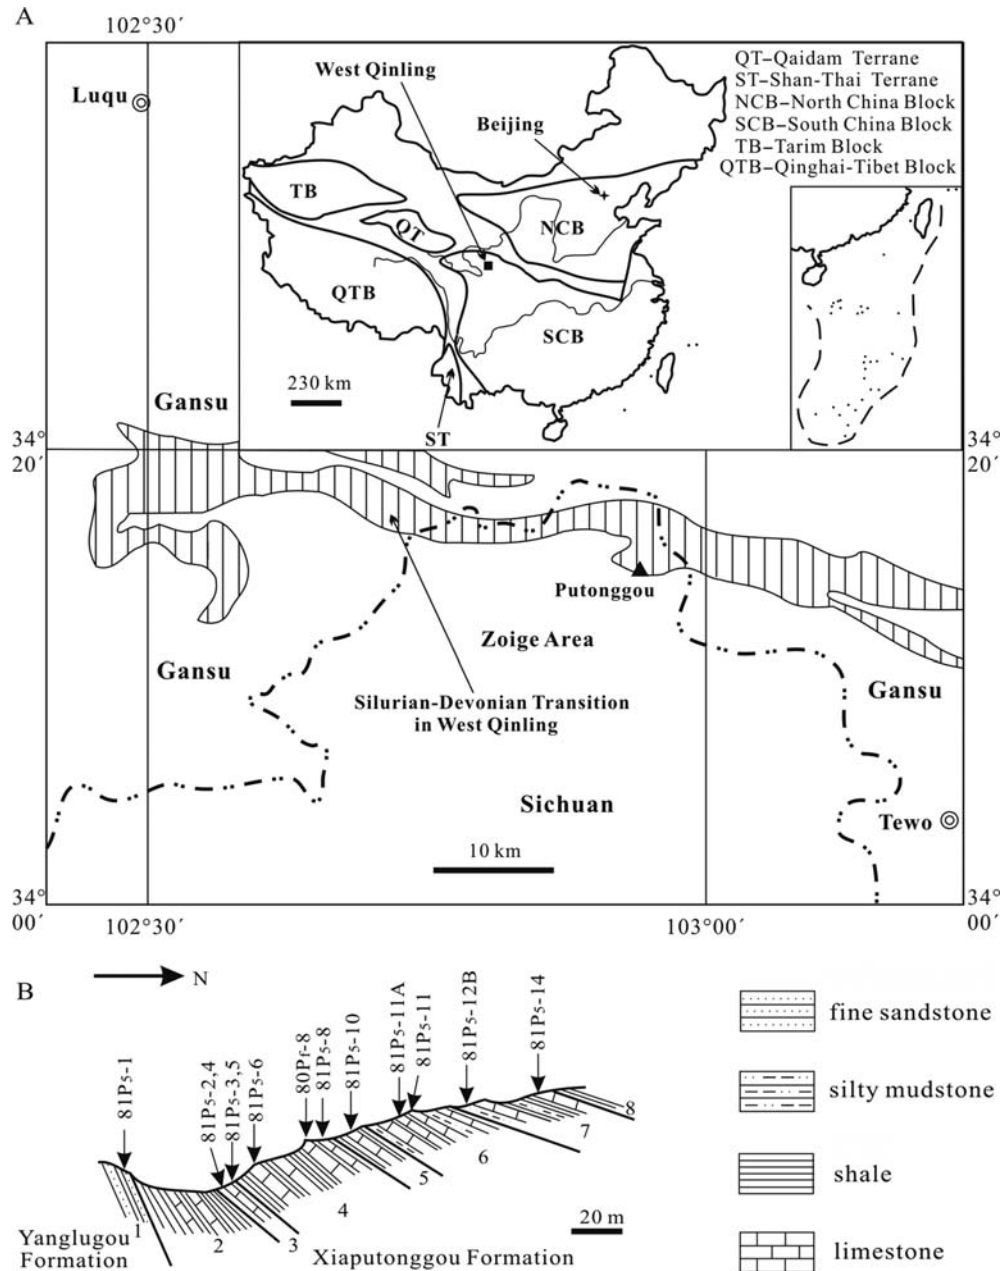 A
102°30´
Luqu
West Qinling
Beijing
QT–Qaidam Terrane
ST–Shan-Thai Terrane
NCB–North China Block
SCB–South China Block
TB–Tarim Block
QTB–Qinghai-Tibet Block
TB
QT
NCB
QTB
SCB
230 km
ST
Gansu
34°
20´
34°
20´
Putonggou
Zoige Area
Gansu
Gansu
Silurian-Devonian Transition
in West Qinling
Sichuan
Tewo
10 km
34°
00´
34°
00´
102°30´
103°00´
N
B
81P5-1
81P5-2,4
81P5-3,5
81P5-6
80Pf-8
81P5-8
81P5-10
81P5-11A
81P5-11
81P5-12B
81P5-14
1
2
3
4
5
6
7
8
20 m
Yanglugou
Formation
Xiaputonggou Formation
fine sandstone
silty mudstone
shale
limestone